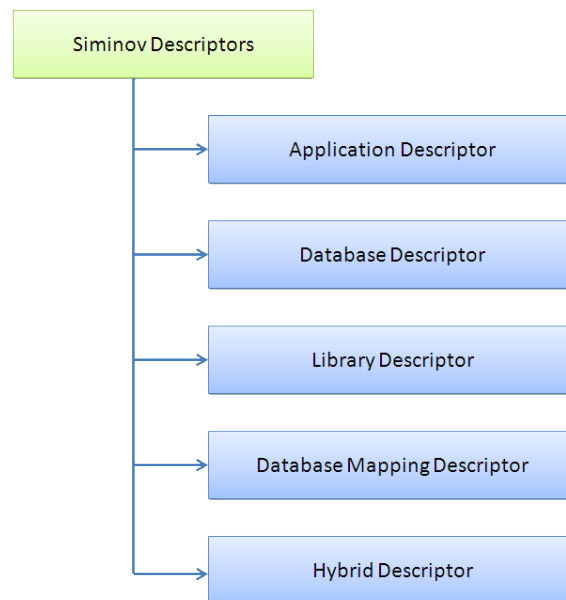 Siminov Descriptors
Application Descriptor
Database Descriptor
Library Descriptor
Database Mapping Descriptor
Hybrid Descriptor